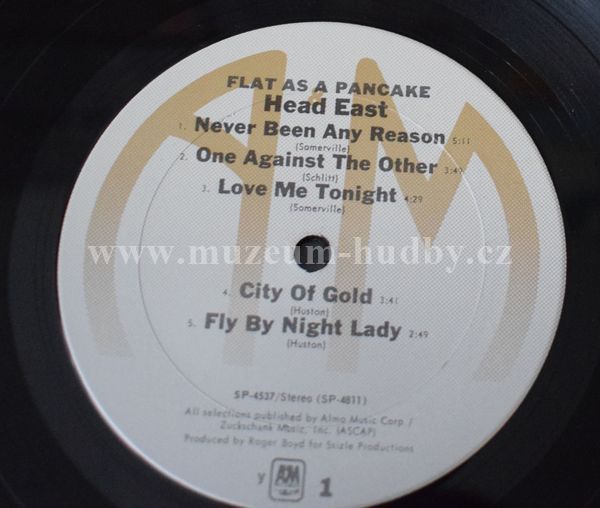 FLAT AS A PANCAKE
Head East
1. Never Been Any Reason 5:11
(Somerville)
2. One Against The Other 3:49
(Schlitt)
3. Love Me Tonight 4:29
(Somerville)
www.muzeum-hudby.cz
4. City Of Gold 3:41
(Huston)
5. Fly By Night Lady 2:49
(Huston)
SP-4537/Stereo (SP-4811)
All selections published by Almo Music Corp./
Zuckschank Music, Inc. (ASCAP)
Produced by Roger Boyd for Stizle Productions
y A&M 1